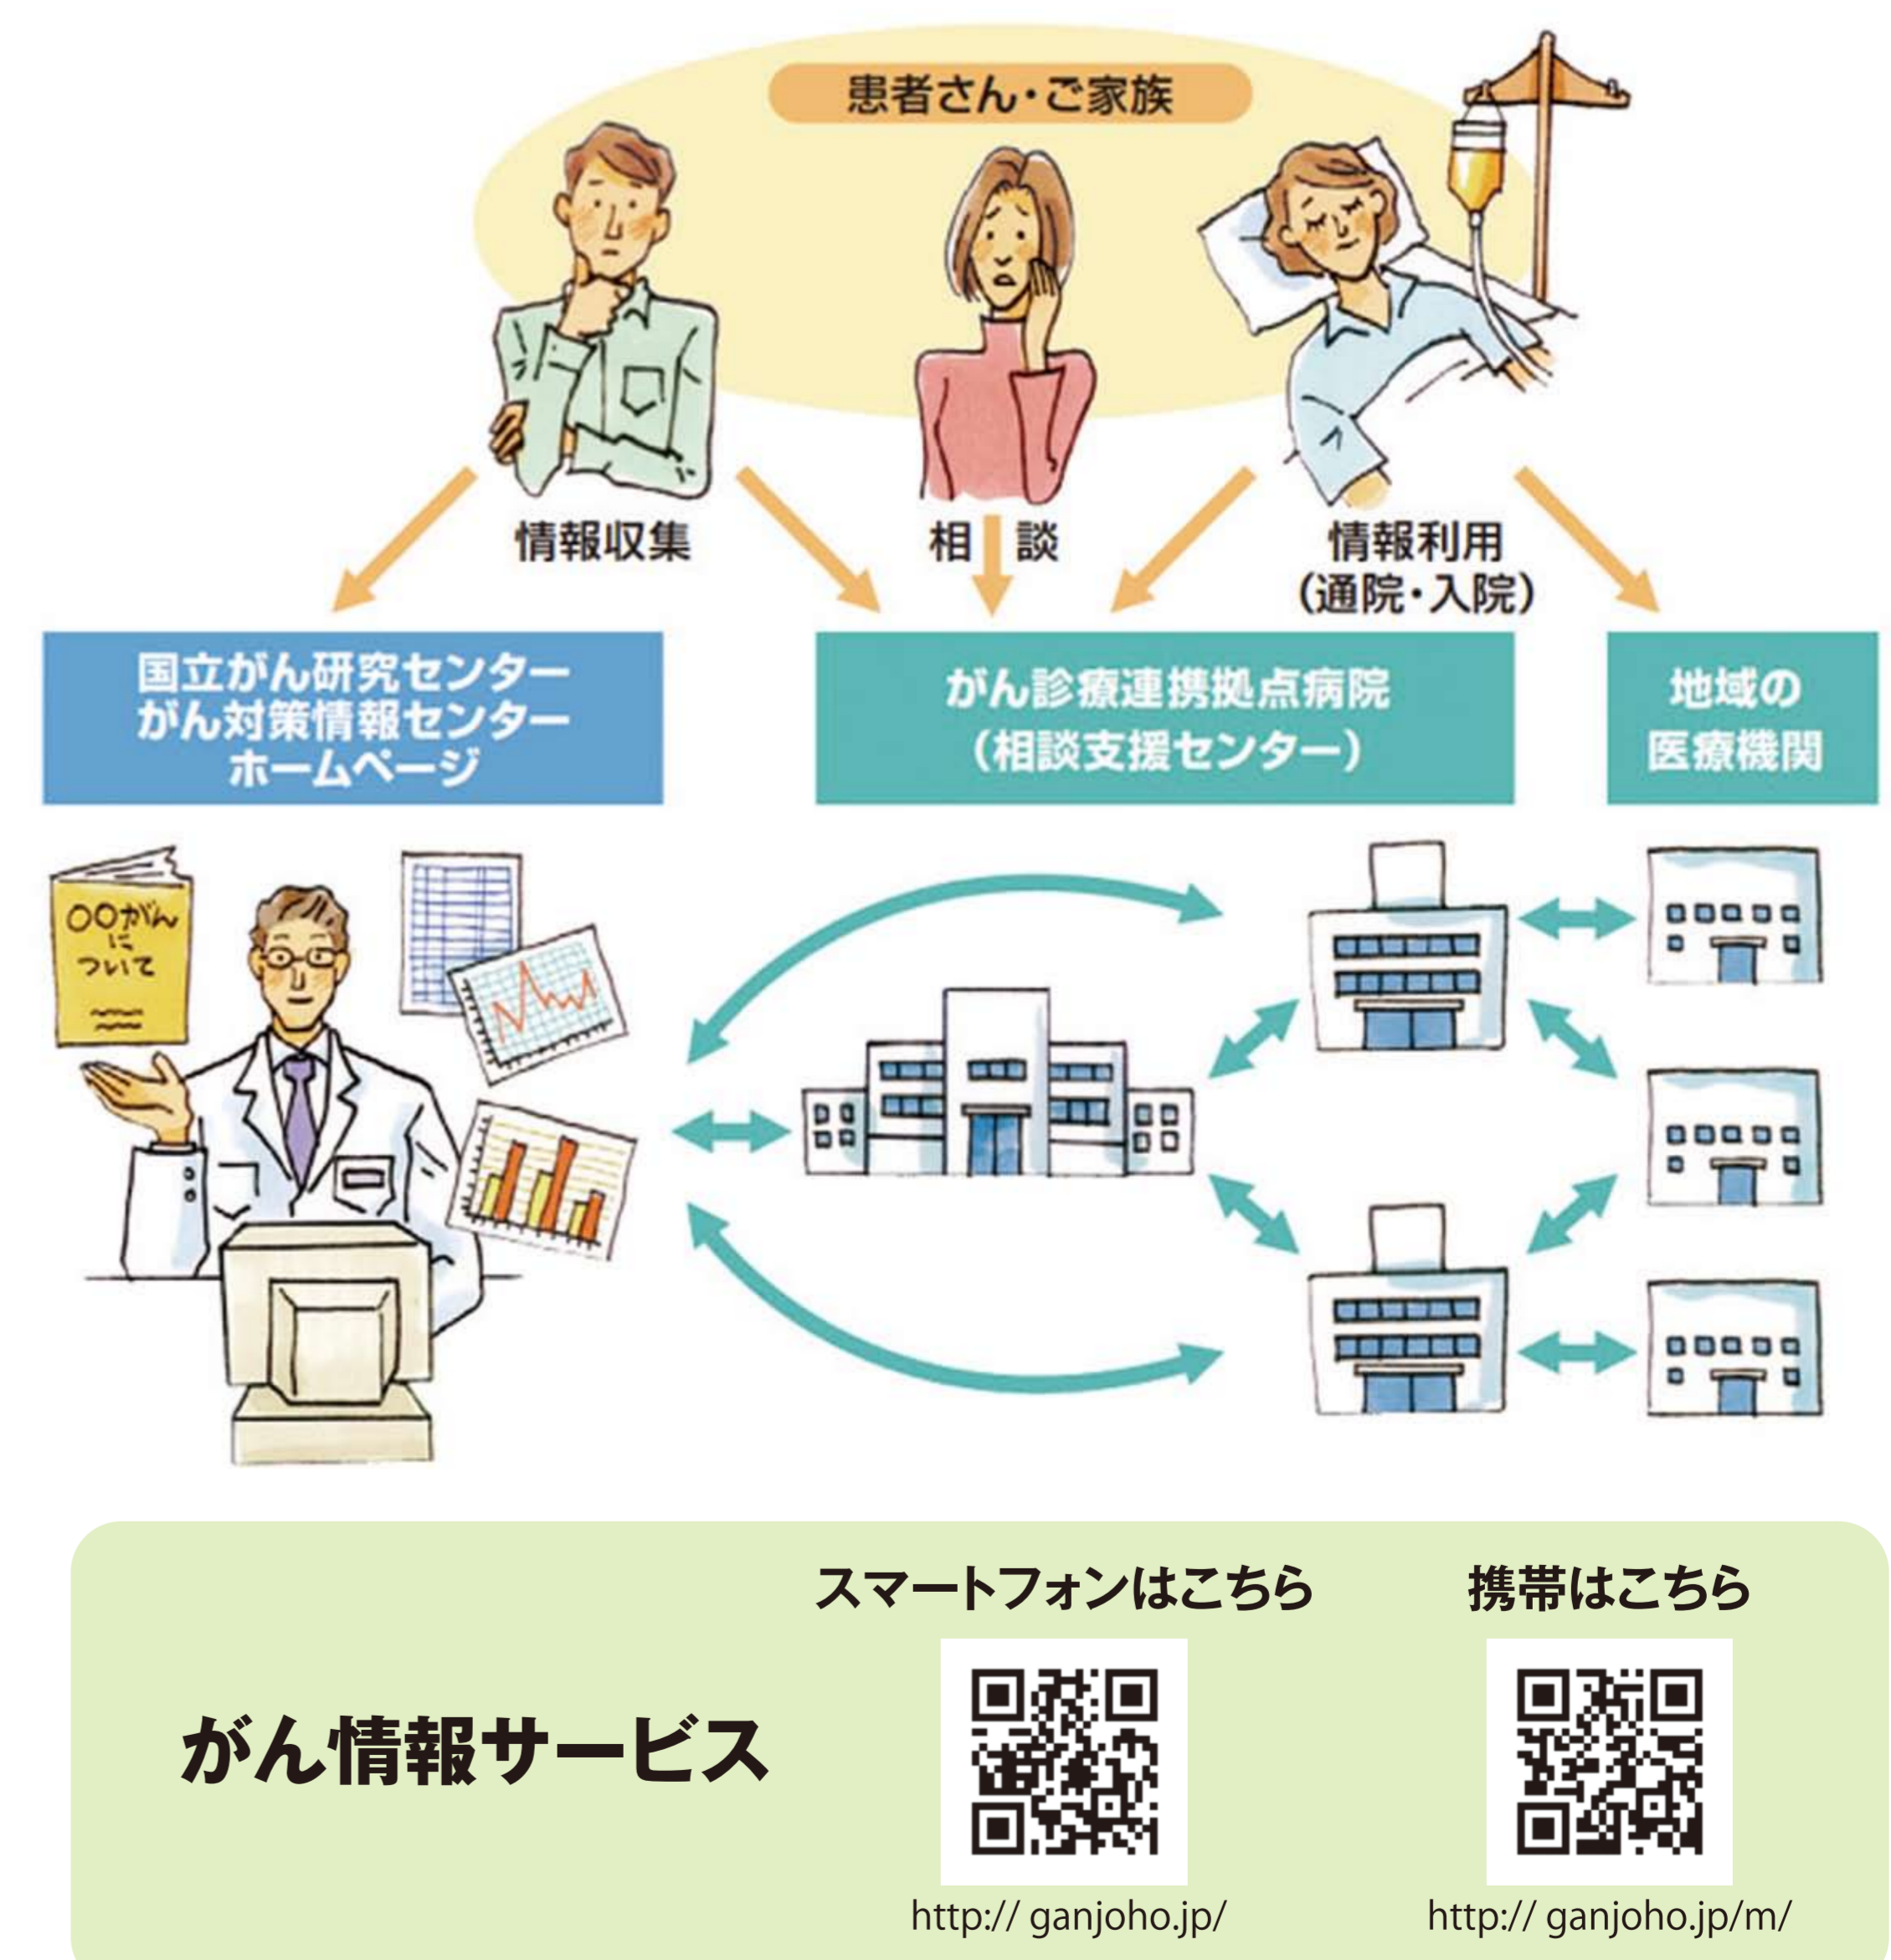 患者さん・ご家族
情報収集
相談
情報利用
（通院・入院）
国立がん研究センター
がん対策情報センター
ホームページ
がん診療連携拠点病院
（相談支援センター）
地域の
医療機関
〇〇がん
に
ついて
がん情報サービス
スマートフォンはこちら
http:// ganjoho.jp/
携帯はこちら
http:// ganjoho.jp/m/